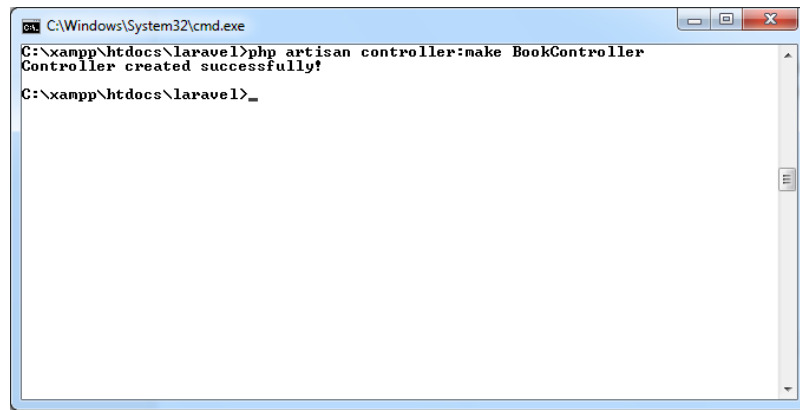 C:\Windows\System32\cmd.exe
C:\xampp\htdocs\laravel>php artisan controller:make BookController
Controller created successfully!
C:\xampp\htdocs\laravel>_